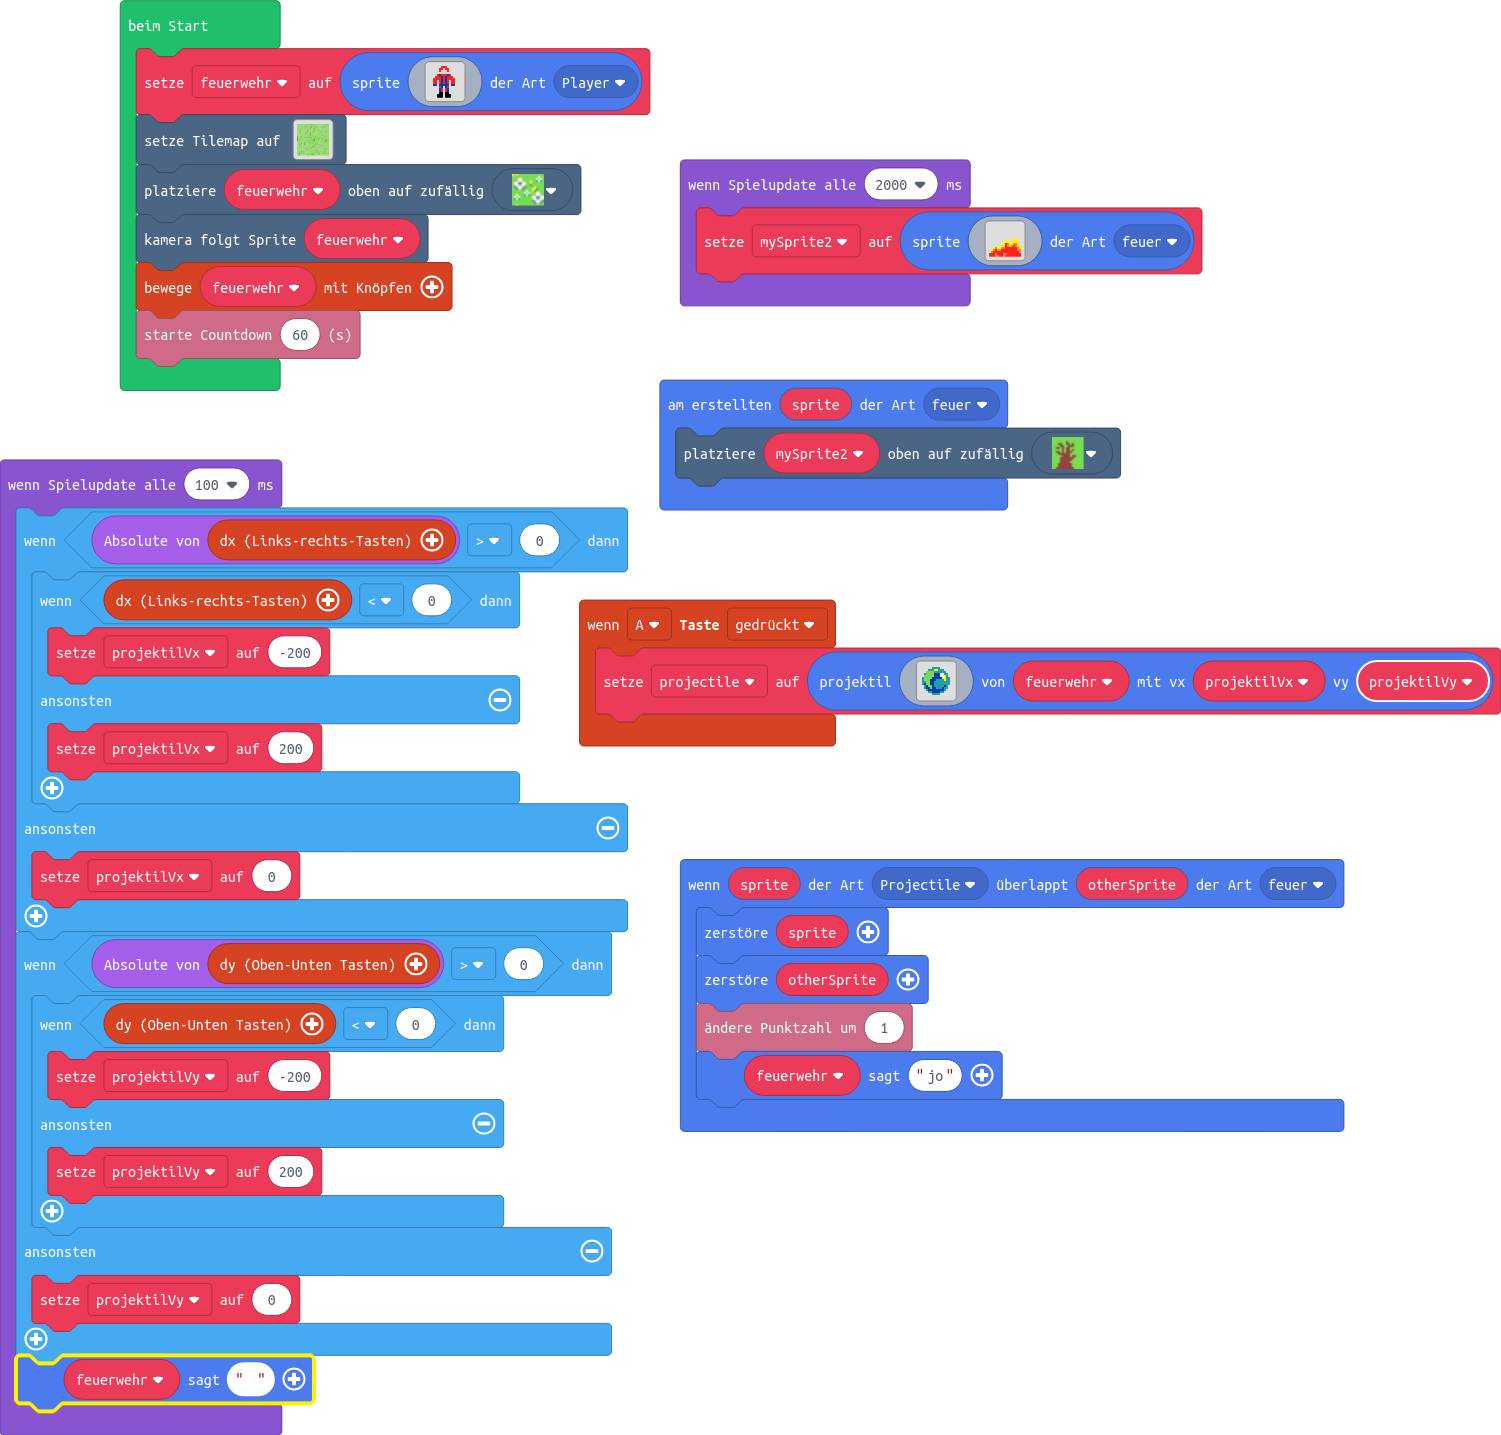 beim Start
setze feuerwehr auf sprite der Art Player
setze Tilemap auf
platziere feuerwehr oben auf zufällig
kamera folgt Sprite feuerwehr
bewege feuerwehr mit Knöpfen
starte Countdown 60 (s)
wenn Spielupdate alle 2000 ms
setze mySprite2 auf sprite der Art feuer
am erstellten sprite der Art feuer
platziere mySprite2 oben auf zufällig
wenn Spielupdate alle 100 ms
wenn Absolute von dx (Links-rechts-Tasten) > 0 dann
wenn dx (Links-rechts-Tasten) < 0 dann
setze projektilVx auf -200
ansonsten
setze projektilVx auf 200
ansonsten
setze projektilVx auf 0
wenn Absolute von dy (Oben-Unten Tasten) > 0 dann
wenn dy (Oben-Unten Tasten) < 0 dann
setze projektilVy auf -200
ansonsten
setze projektilVy auf 200
ansonsten
setze projektilVy auf 0
feuerwehr sagt " "
wenn A Taste gedrückt
setze projectile auf projektil von feuerwehr mit vx projektilVx vy projektilVy
wenn sprite der Art Projectile überlappt otherSprite der Art feuer
zerstöre sprite
zerstöre otherSprite
ändere Punktzahl um 1
feuerwehr sagt "jo"